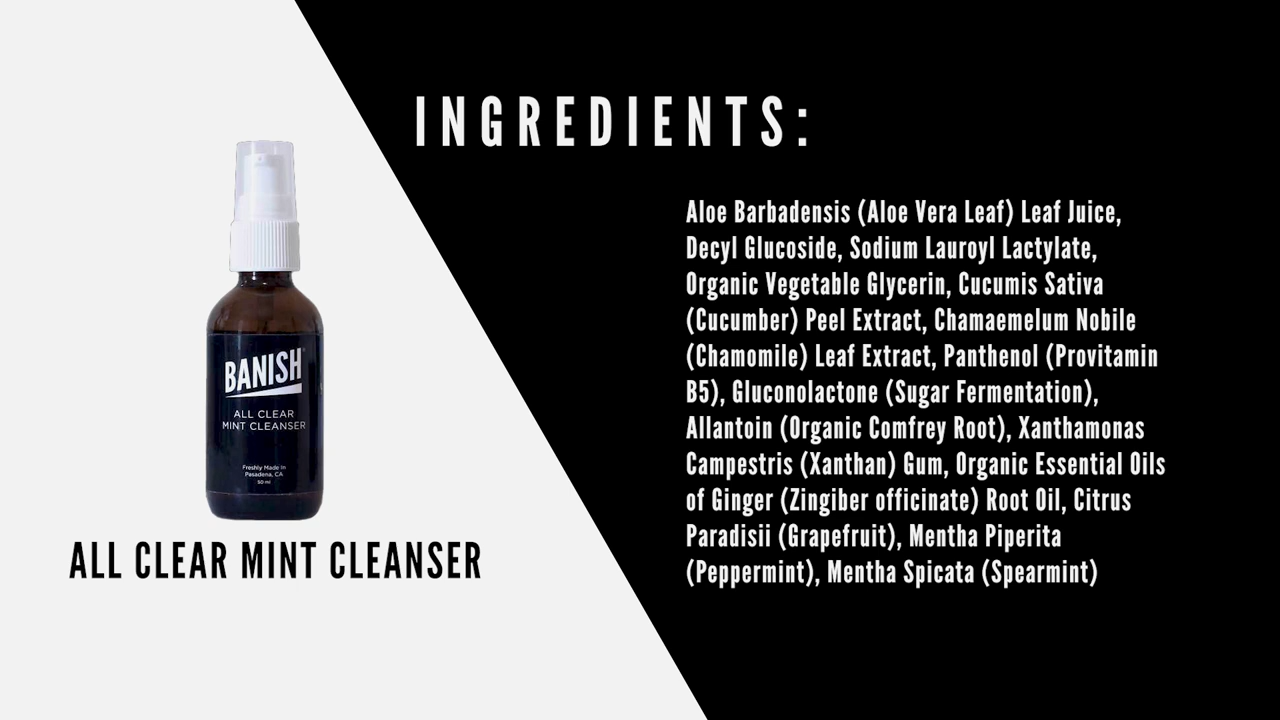 INGREDIENTS:
Aloe Barbadensis (Aloe Vera Leaf) Leaf Juice,
Decyl Glucoside, Sodium Lauroyl Lactylate,
Organic Vegetable Glycerin, Cucumis Sativa
(Cucumber) Peel Extract, Chamaemelum Nobile
(Chamomile) Leaf Extract, Panthenol (Provitamin
B5), Gluconolactone (Sugar Fermentation),
Allantoin (Organic Comfrey Root), Xanthamonas
Campestris (Xanthan) Gum, Organic Essential Oils
of Ginger (Zingiber officinate) Root Oil, Citrus
Paradisii (Grapefruit), Mentha Piperita
(Peppermint), Mentha Spicata (Spearmint)
BANISH
ALL CLEAR
MINT CLEANSER
Freshly Made In
Pasadena, CA
50 ml
ALL CLEAR MINT CLEANSER